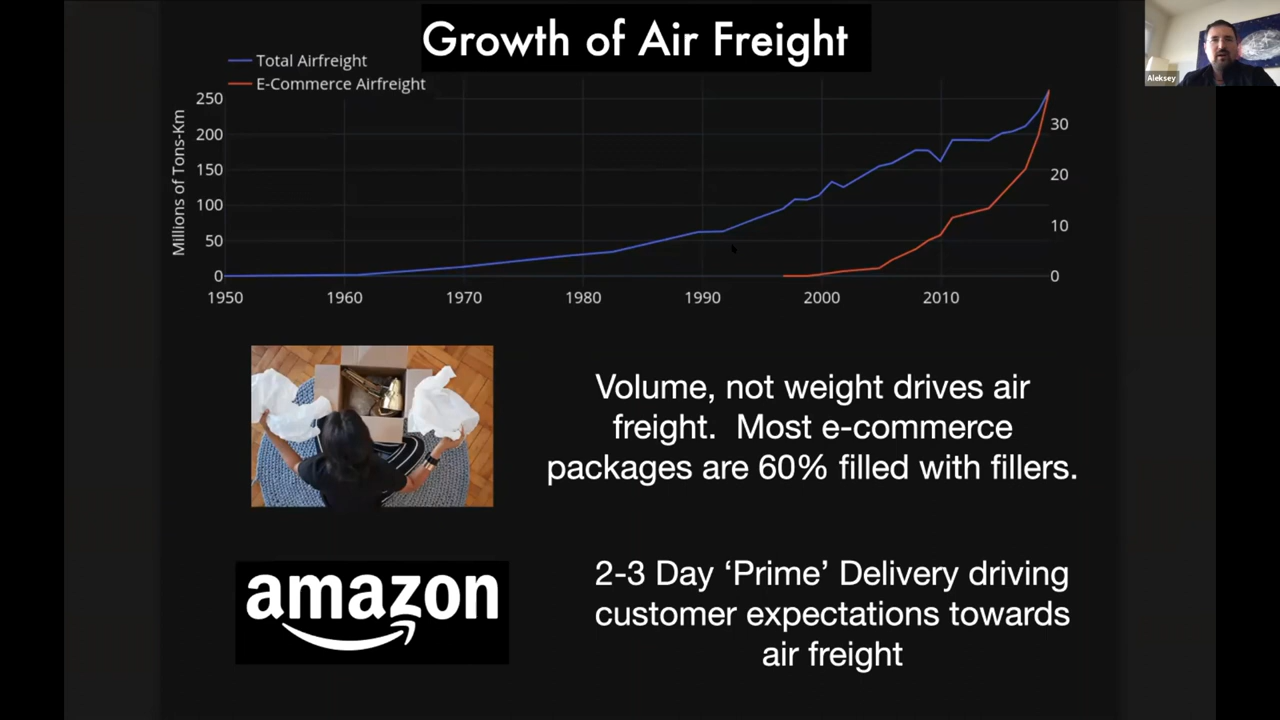 Growth of Air Freight
Aleksey
Total Airfreight
E-Commerce Airfreight
Millions of Tons-Km
250
200
150
100
50
0
30
20
10
0
1950 1960 1970 1980 1990 2000 2010
Volume, not weight drives air
freight. Most e-commerce
packages are 60% filled with fillers.
amazon
2-3 Day ‘Prime’ Delivery driving
customer expectations towards
air freight